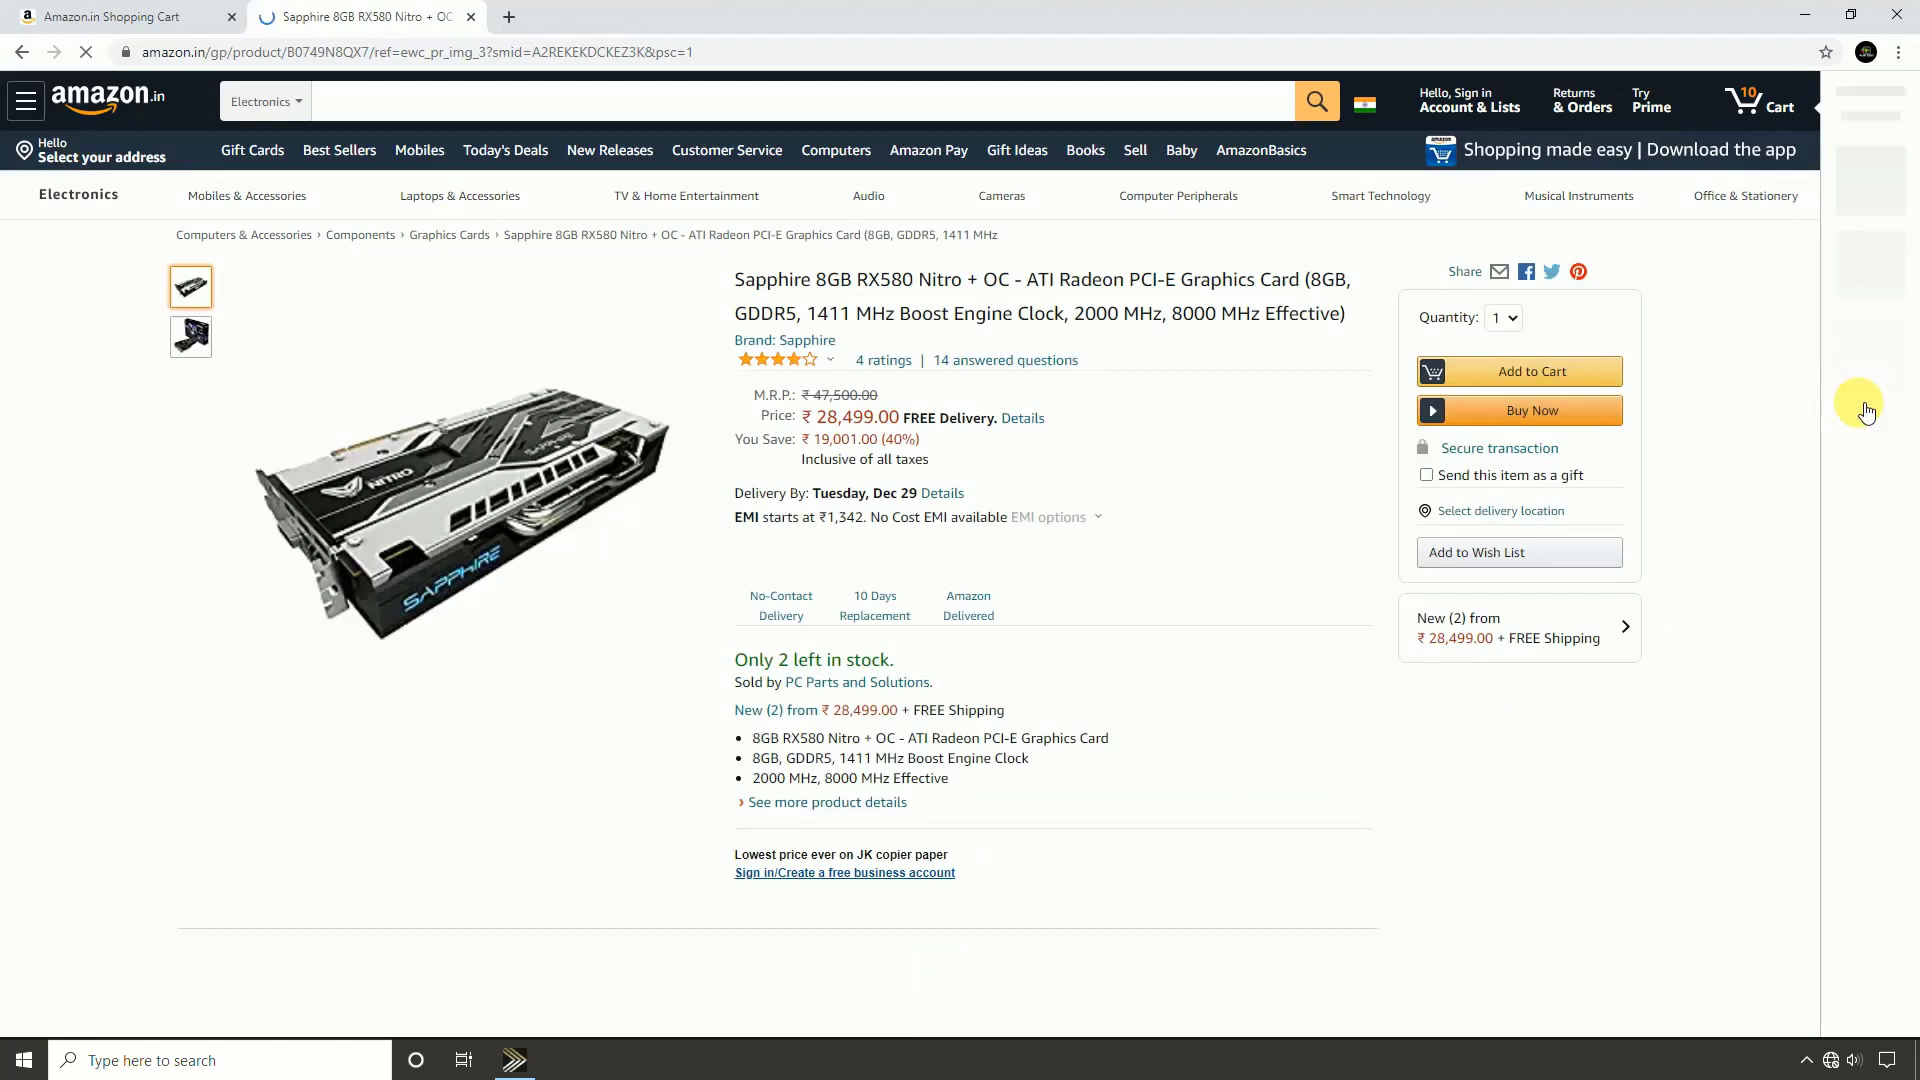 Amazon.in Shopping Cart
Sapphire 8GB RX580 Nitro + OC
amazon.in/gp/product/B0749N8QX7/ref=ewc_pr_img_3?smid=A2REKEKDCKEZ3K&psc=1
amazon.in
Electronics
Hello, Sign in
Account & Lists
Returns
& Orders
Try
Prime
10
Cart
Hello
Select your address
Gift Cards Best Sellers Mobiles Today's Deals New Releases Customer Service Computers Amazon Pay Gift Ideas Books Sell Baby AmazonBasics
amazon
Shopping made easy | Download the app
Electronics Mobiles & Accessories Laptops & Accessories TV & Home Entertainment Audio Cameras Computer Peripherals Smart Technology Musical Instruments Office & Stationery
Computers & Accessories › Components › Graphics Cards › Sapphire 8GB RX580 Nitro + OC - ATI Radeon PCI-E Graphics Card (8GB, GDDR5, 1411 MHz
NITRO
SAPPHIRE
SAPPHIRE
Sapphire 8GB RX580 Nitro + OC - ATI Radeon PCI-E Graphics Card (8GB,
GDDR5, 1411 MHz Boost Engine Clock, 2000 MHz, 8000 MHz Effective)
Brand: Sapphire
4 ratings | 14 answered questions
M.R.P.: ₹ 47,500.00
Price: ₹ 28,499.00 FREE Delivery. Details
You Save: ₹ 19,001.00 (40%)
Inclusive of all taxes
Delivery By: Tuesday, Dec 29 Details
EMI starts at ₹1,342. No Cost EMI available EMI options
No-Contact
Delivery
10 Days
Replacement
Amazon
Delivered
Only 2 left in stock.
Sold by PC Parts and Solutions.
New (2) from ₹ 28,499.00 + FREE Shipping
• 8GB RX580 Nitro + OC - ATI Radeon PCI-E Graphics Card
• 8GB, GDDR5, 1411 MHz Boost Engine Clock
• 2000 MHz, 8000 MHz Effective
› See more product details
Lowest price ever on JK copier paper
Sign in/Create a free business account
Share
Quantity: 1
Add to Cart
Buy Now
Secure transaction
Send this item as a gift
Select delivery location
Add to Wish List
New (2) from
₹ 28,499.00 + FREE Shipping
Type here to search